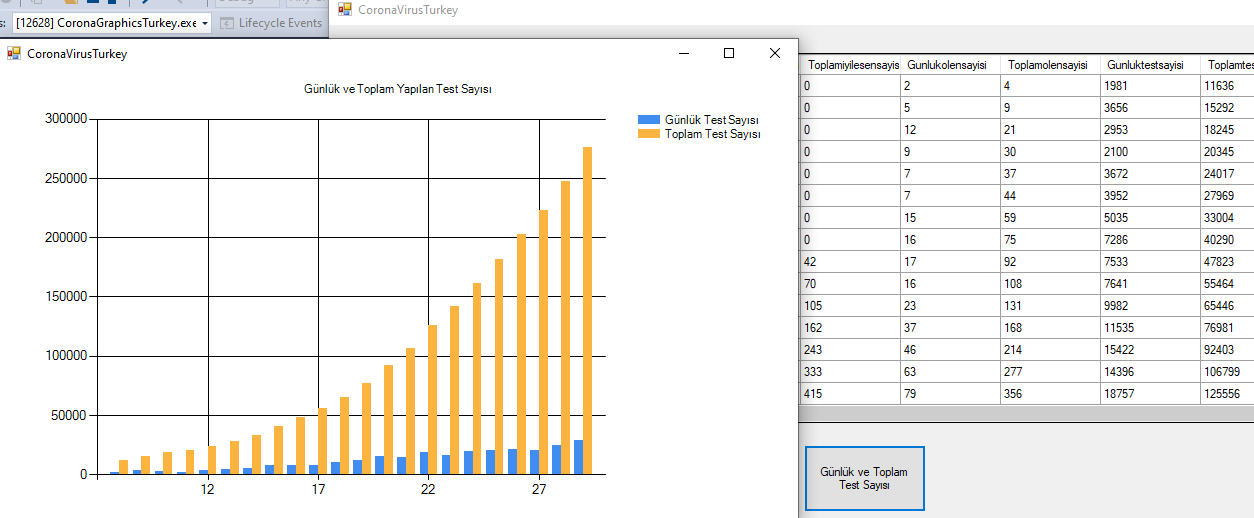 s: [12628] CoronaGraphicsTurkey.exe Lifecycle Events
CoronaVirusTurkey
CoronaVirusTurkey
Günlük ve Toplam Yapılan Test Sayısı
Günlük Test Sayısı
Toplam Test Sayısı
300000
250000
200000
150000
100000
50000
0
12 17 22 27
Toplamiyilesensayis Gunlukolensayisi Toplamolensayisi Gunluktestsayisi Toplamtes
0 2 4 1981 11636
0 5 9 3656 15292
0 12 21 2953 18245
0 9 30 2100 20345
0 7 37 3672 24017
0 7 44 3952 27969
0 15 59 5035 33004
0 16 75 7286 40290
42 17 92 7533 47823
70 16 108 7641 55464
105 23 131 9982 65446
162 37 168 11535 76981
243 46 214 15422 92403
333 63 277 14396 106799
415 79 356 18757 125556
Günlük ve Toplam
Test Sayısı